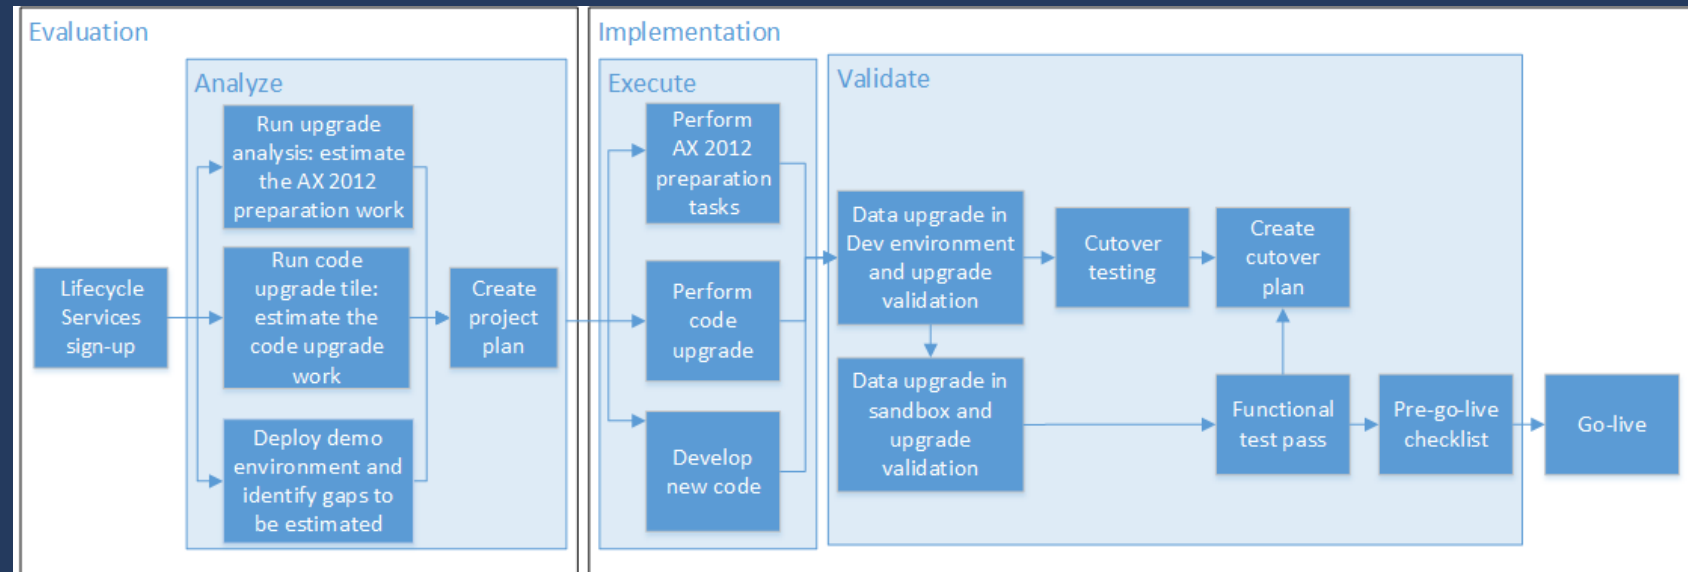 Evaluation
Implementation
Analyze
Execute
Validate
Lifecycle
Services
sign-up
Run upgrade
analysis: estimate
the AX 2012
preparation work
Run code
upgrade tile:
estimate the
code upgrade
work
Deploy demo
environment and
identify gaps to
be estimated
Create
project
plan
Perform
AX 2012
preparation
tasks
Perform
code
upgrade
Develop
new code
Data upgrade in
Dev environment
and upgrade
validation
Cutover
testing
Create
cutover
plan
Data upgrade in
sandbox and
upgrade
validation
Functional
test pass
Pre-go-live
checklist
Go-live